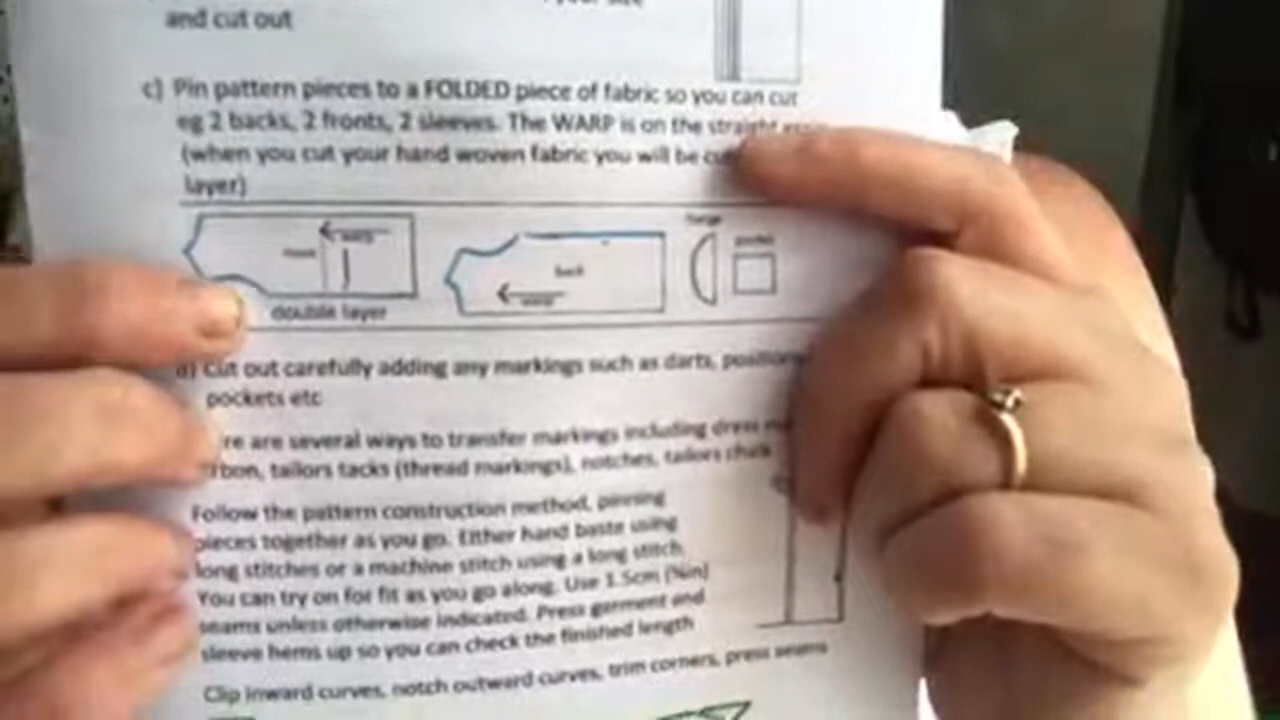 your size
and cut out
c) Pin pattern pieces to a FOLDED piece of fabric so you can cut
eg 2 backs, 2 fronts, 2 sleeves. The WARP is on the straight
(when you cut your hand woven fabric you will be
layer)
warp
back
pocket
double layer
d) Cut out carefully adding any markings such as darts,
pockets etc
re are several ways to transfer markings including dress
rbon, tailors tacks (thread markings), notches, tailors chalk
Follow the pattern construction method, pinning
pieces together as you go. Either hand baste using
long stitches or a machine stitch using a long stitch.
You can try on for fit as you go along. Use 1.5cm (⅝in)
seams unless otherwise indicated. Press garment and
sleeve hems up so you can check the finished length
Clip inward curves, notch outward curves, trim corners, press seams